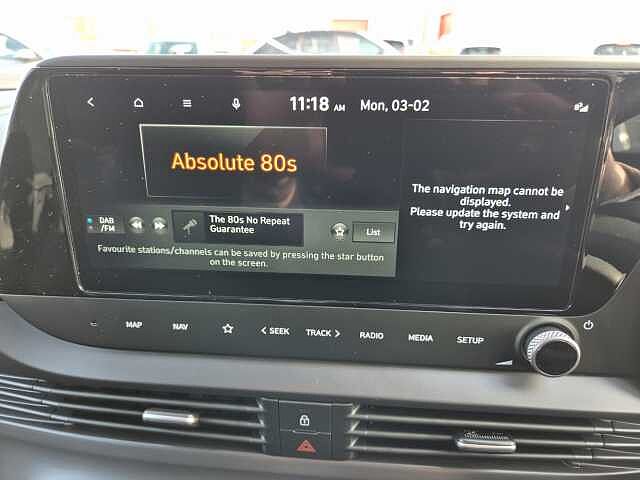 11:18 AM Mon, 03-02
Absolute 80s
The navigation map cannot be
displayed.
Please update the system and
try again.
DAB
/FM
The 80s No Repeat
Guarantee
List
Favourite stations/channels can be saved by pressing the star button
on the screen.
MAP NAV < SEEK TRACK > RADIO MEDIA SETUP